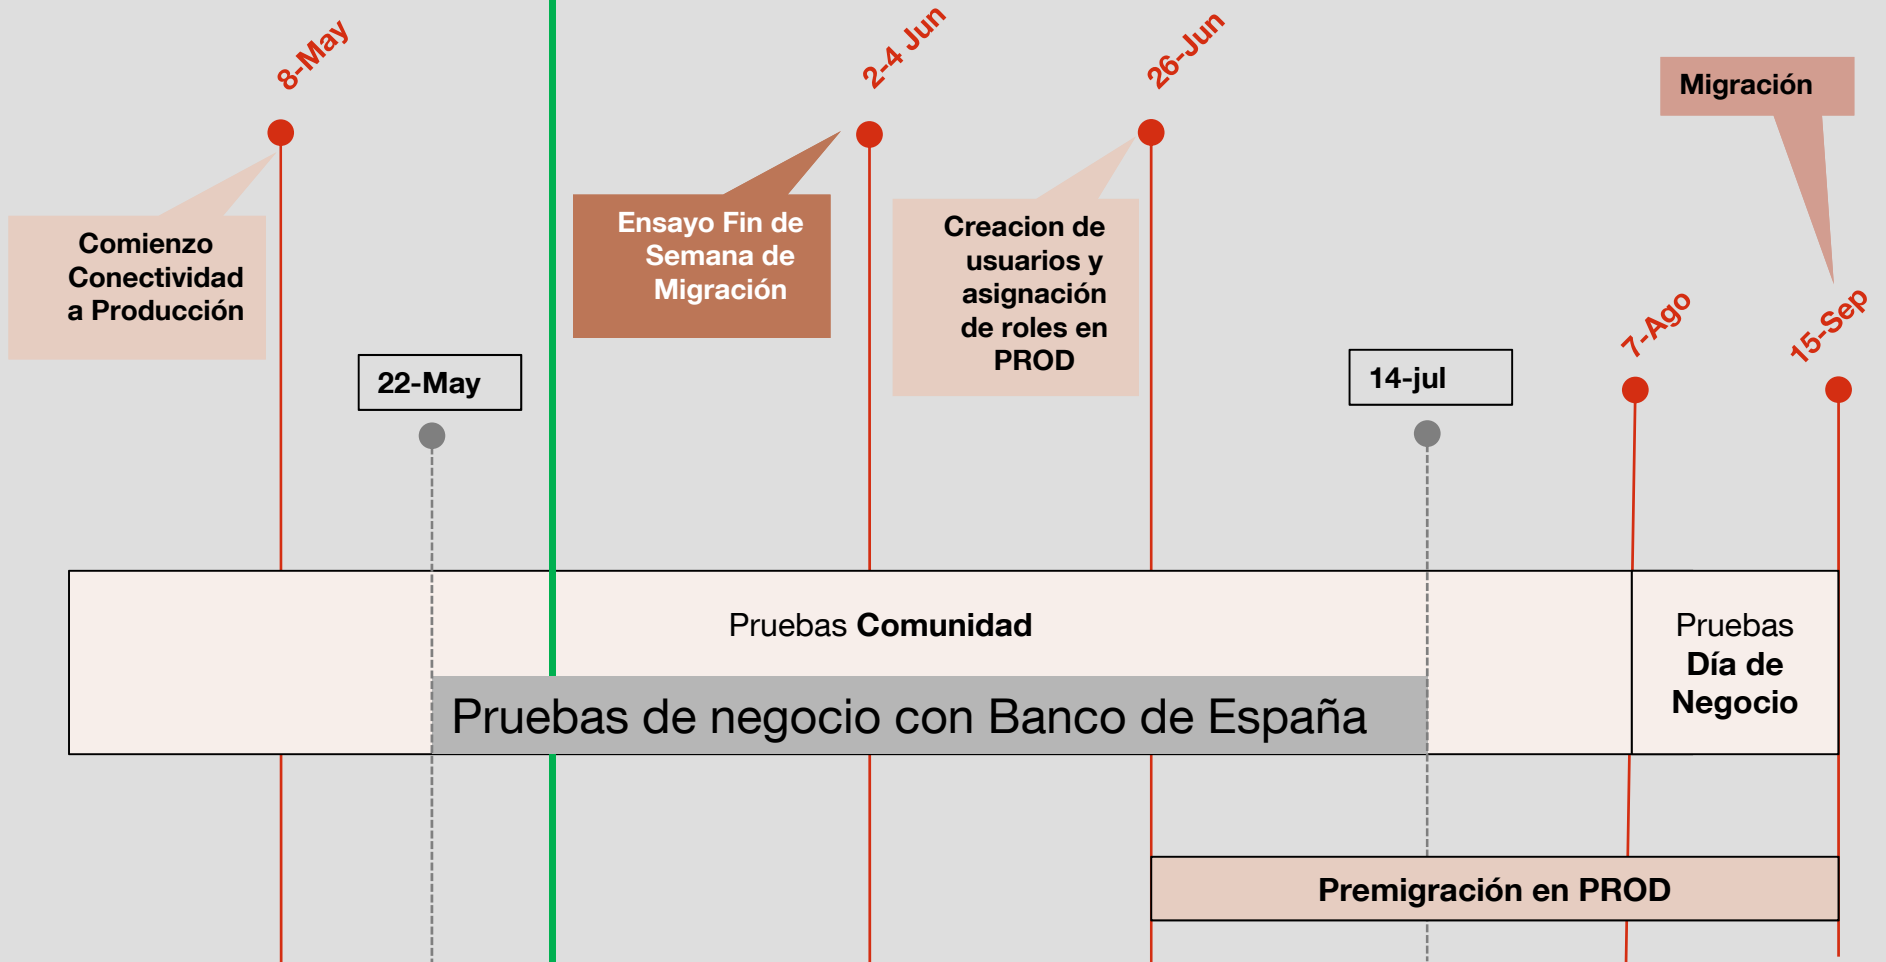 8-May
2-4 Jun
26-Jun
Migración
Comienzo
Conectividad
a Producción
Ensayo Fin de
Semana de
Migración
Creacion de
usuarios y
asignación
de roles en
PROD
7-Ago
15-Sep
22-May
14-jul
Pruebas Comunidad
Pruebas
Día de
Negocio
Pruebas de negocio con Banco de España
Premigración en PROD